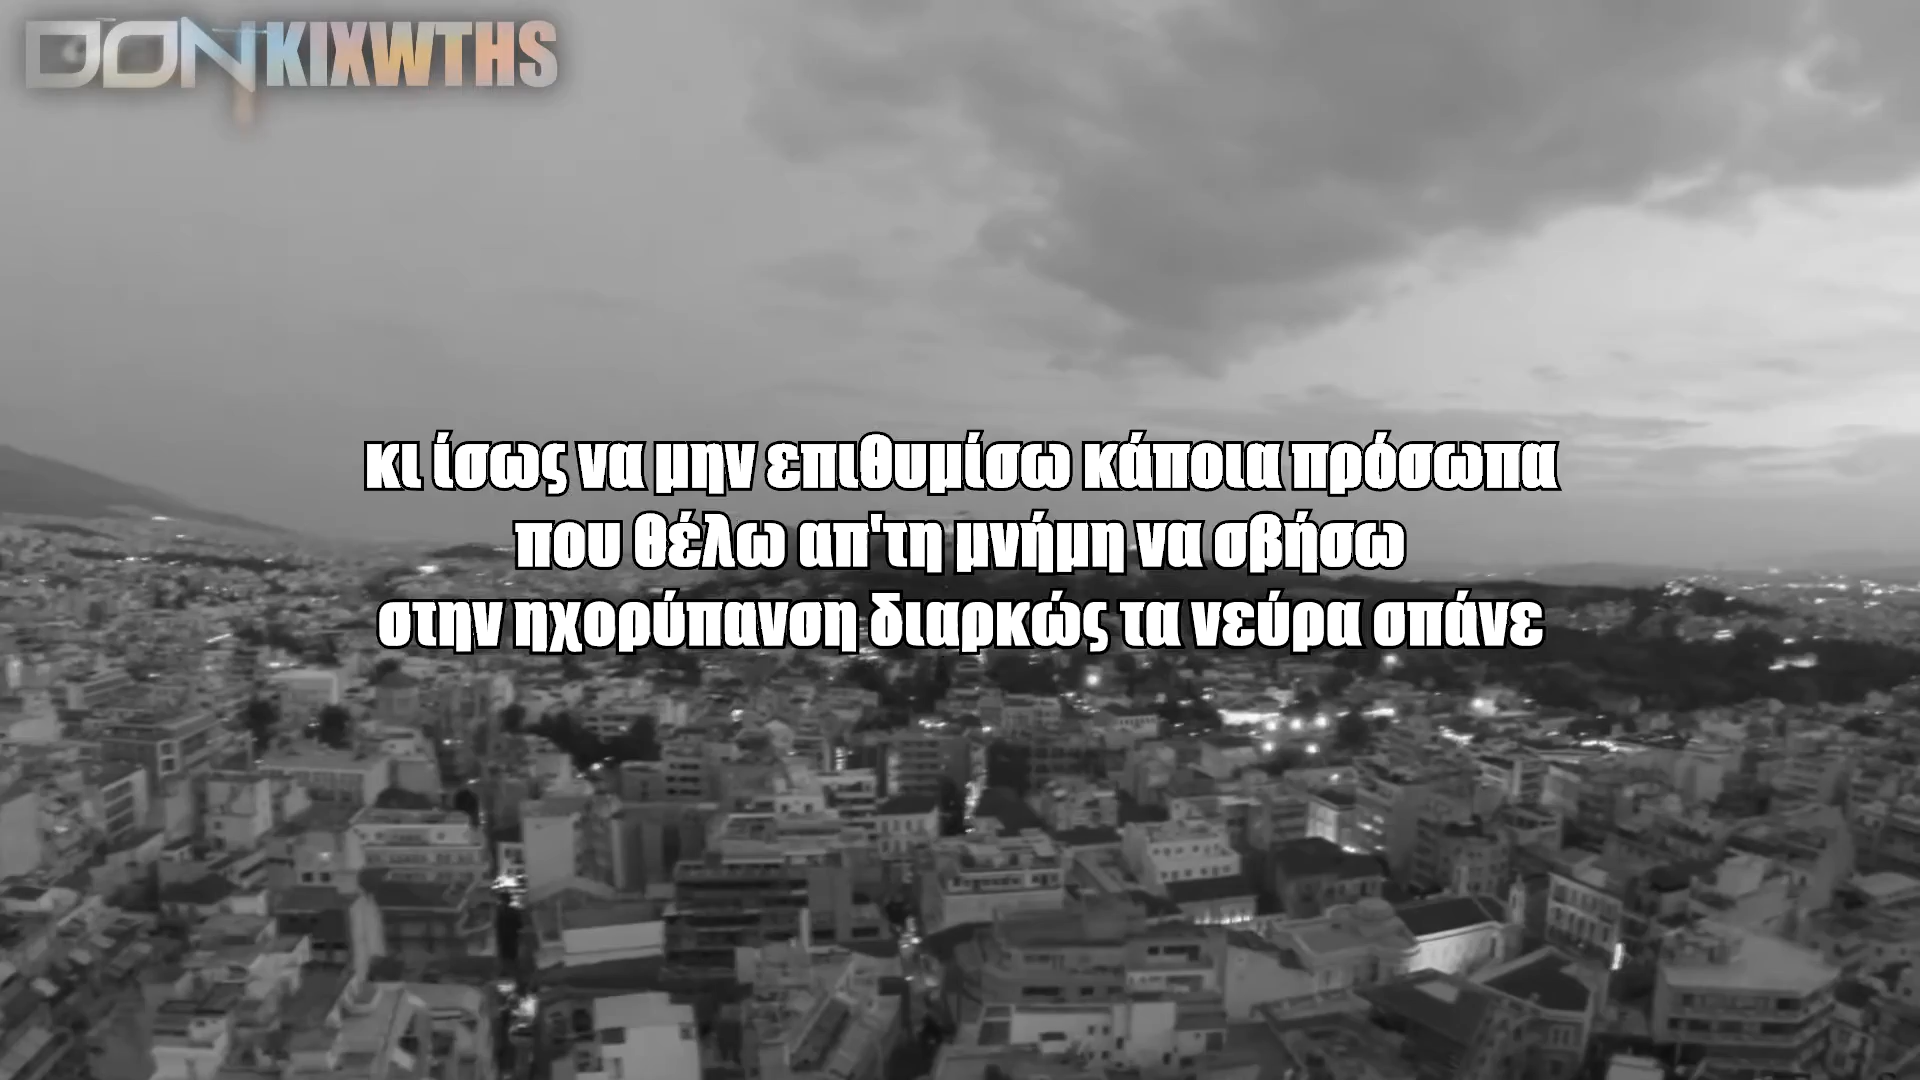 DON KIXWTHS
κι ίσως να μην επιθυμίσω κάποια πρόσωπα
που θέλω απ'τη μνήμη να σβήσω
στην ηχορύπανση διαρκώς τα νεύρα σπάνε